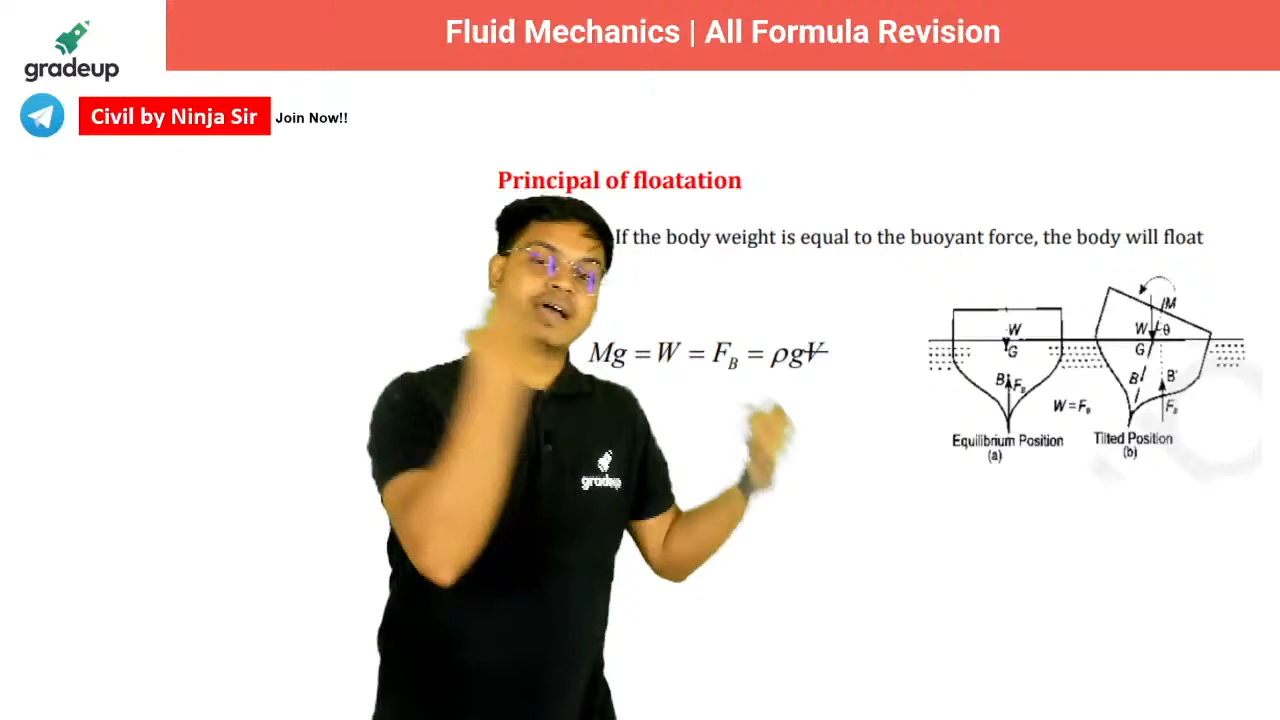 Fluid Mechanics | All Formula Revision
gradeup
Civil by Ninja Sir Join Now!!
Principal of floatation
If the body weight is equal to the buoyant force, the body will float
Mg = W = F_B = ρgV
M
W
W θ
G
G
B F_B
B B'
W = F_B
F_B
Equilibrium Position
(a)
Tilted Position
(b)
gradeup